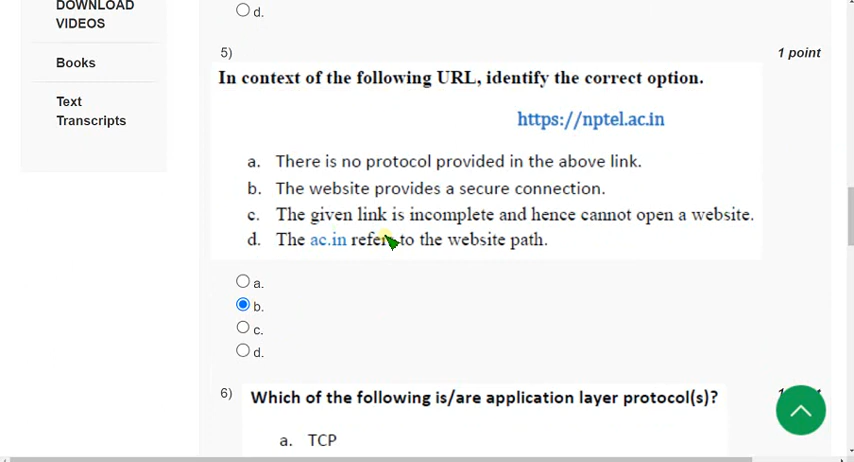 DOWNLOAD
VIDEOS
Books
Text
Transcripts
d.
5)
1 point
In context of the following URL, identify the correct option.
https://nptel.ac.in
a. There is no protocol provided in the above link.
b. The website provides a secure connection.
c. The given link is incomplete and hence cannot open a website.
d. The ac.in refers to the website path.
a.
b.
c.
d.
6)
Which of the following is/are application layer protocol(s)?
a. TCP